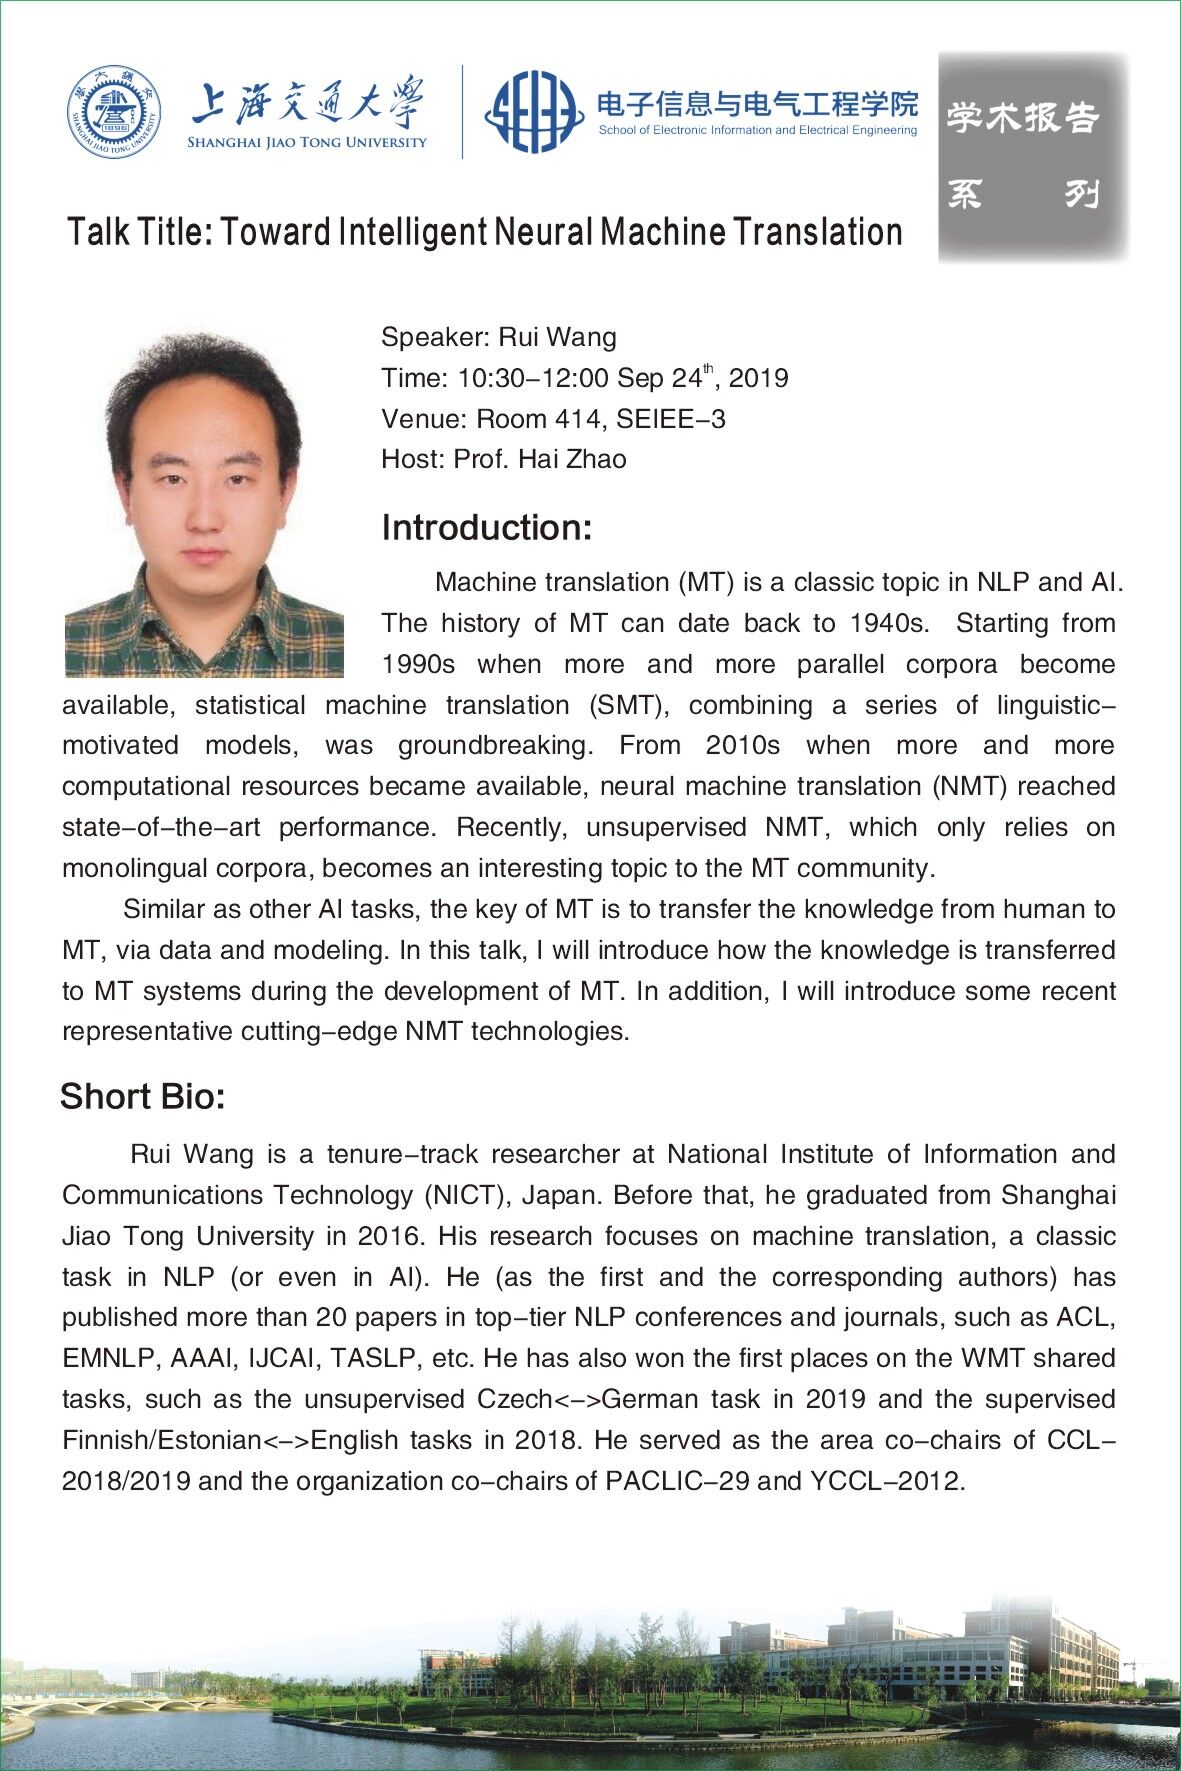 上海交通大学
SHANGHAI JIAO TONG UNIVERSITY
SHANGHAI JIAO TONG UNIVERSITY
1896
SEIEE
电子信息与电气工程学院
School of Electronic Information and Electrical Engineering
学术报告
系 列
Talk Title: Toward Intelligent Neural Machine Translation
Speaker: Rui Wang
Time: 10:30-12:00 Sep 24th, 2019
Venue: Room 414, SEIEE-3
Host: Prof. Hai Zhao
Introduction:
Machine translation (MT) is a classic topic in NLP and AI.
The history of MT can date back to 1940s. Starting from
1990s when more and more parallel corpora become
available, statistical machine translation (SMT), combining a series of linguistic-
motivated models, was groundbreaking. From 2010s when more and more
computational resources became available, neural machine translation (NMT) reached
state-of-the-art performance. Recently, unsupervised NMT, which only relies on
monolingual corpora, becomes an interesting topic to the MT community.
Similar as other AI tasks, the key of MT is to transfer the knowledge from human to
MT, via data and modeling. In this talk, I will introduce how the knowledge is transferred
to MT systems during the development of MT. In addition, I will introduce some recent
representative cutting-edge NMT technologies.
Short Bio:
Rui Wang is a tenure-track researcher at National Institute of Information and
Communications Technology (NICT), Japan. Before that, he graduated from Shanghai
Jiao Tong University in 2016. His research focuses on machine translation, a classic
task in NLP (or even in AI). He (as the first and the corresponding authors) has
published more than 20 papers in top-tier NLP conferences and journals, such as ACL,
EMNLP, AAAI, IJCAI, TASLP, etc. He has also won the first places on the WMT shared
tasks, such as the unsupervised Czech<->German task in 2019 and the supervised
Finnish/Estonian<->English tasks in 2018. He served as the area co-chairs of CCL-
2018/2019 and the organization co-chairs of PACLIC-29 and YCCL-2012.